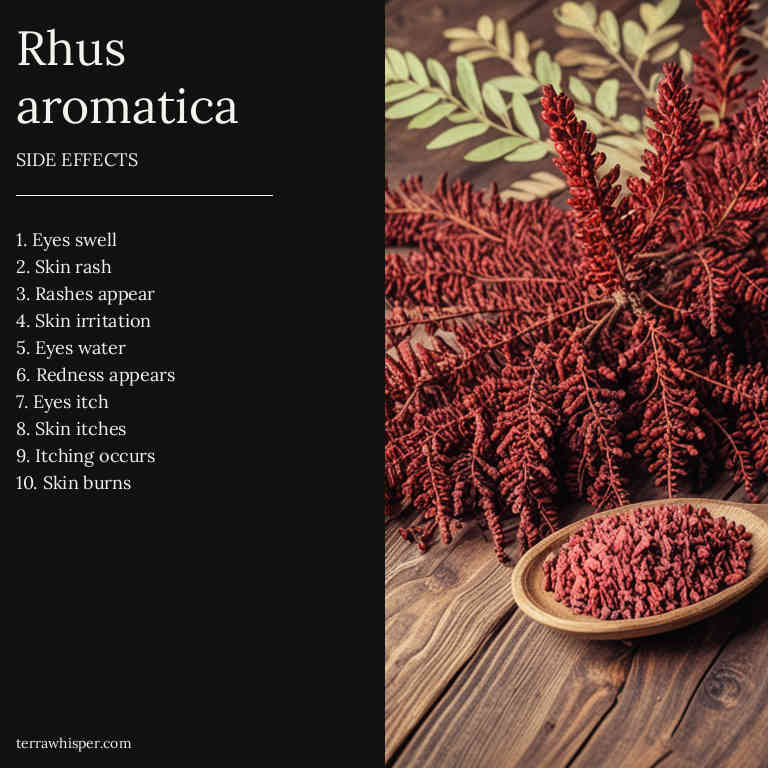 Rhus
aromatica
SIDE EFFECTS
1. Eyes swell
2. Skin rash
3. Rashes appear
4. Skin irritation
5. Eyes water
6. Redness appears
7. Eyes itch
8. Skin itches
9. Itching occurs
10. Skin burns
terrawhisper.com